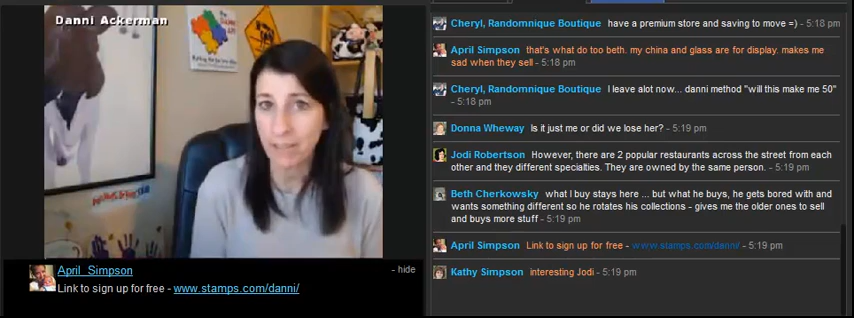 Danni Ackerman
April_Simpson
- hide
Link to sign up for free - www.stamps.com/danni/
Cheryl, Randomnique Boutique have a premium store and saving to move =) - 5:18 pm
April Simpson that's what do too beth. my china and glass are for display. makes me
sad when they sell - 5:18 pm
Cheryl, Randomnique Boutique I leave alot now... danni method "will this make me 50"
- 5:18 pm
Donna Wheway Is it just me or did we lose her? - 5:19 pm
Jodi Robertson However, there are 2 popular restaurants across the street from each
other and they different specialties. They are owned by the same person. - 5:19 pm
Beth Cherkowsky what I buy stays here ... but what he buys, he gets bored with and
wants something different so he rotates his collections - gives me the older ones to sell
and buys more stuff - 5:19 pm
April Simpson Link to sign up for free - www.stamps.com/danni/ - 5:19 pm
Kathy Simpson interesting Jodi - 5:19 pm